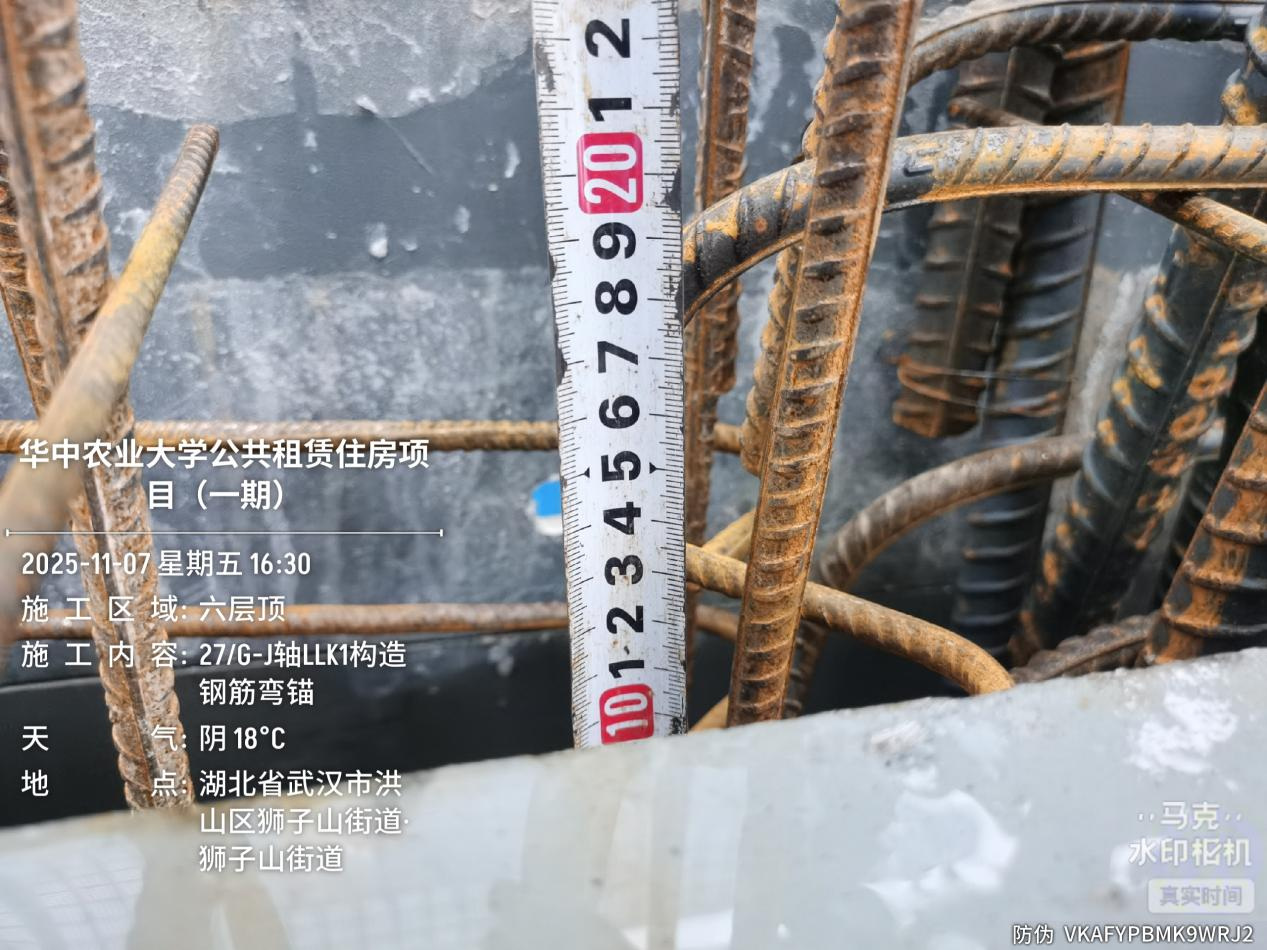 2
1
20
9
8
7
6
5
4
3
2
1
10
华中农业大学公共租赁住房项
目（一期）
2025-11-07 星期五 16:30
施工区域: 六层顶
施工内容: 27/G-J轴LLK1构造
钢筋弯锚
天气: 阴 18°C
地点: 湖北省武汉市洪
山区狮子山街道·
狮子山街道
马克
水印相机
真实时间
防伪 VKAFYPBMK9WRJ2